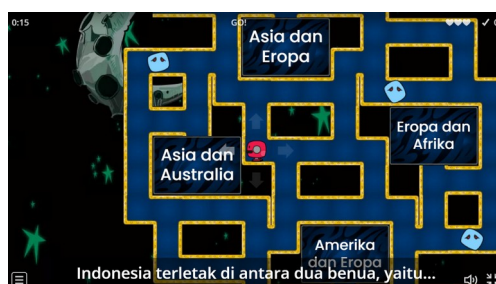 0:15
GO!
Asia dan
Eropa
Eropa dan
Afrika
Asia dan
Australia
Amerika
dan Eropa
Indonesia terletak di antara dua benua, yaitu...